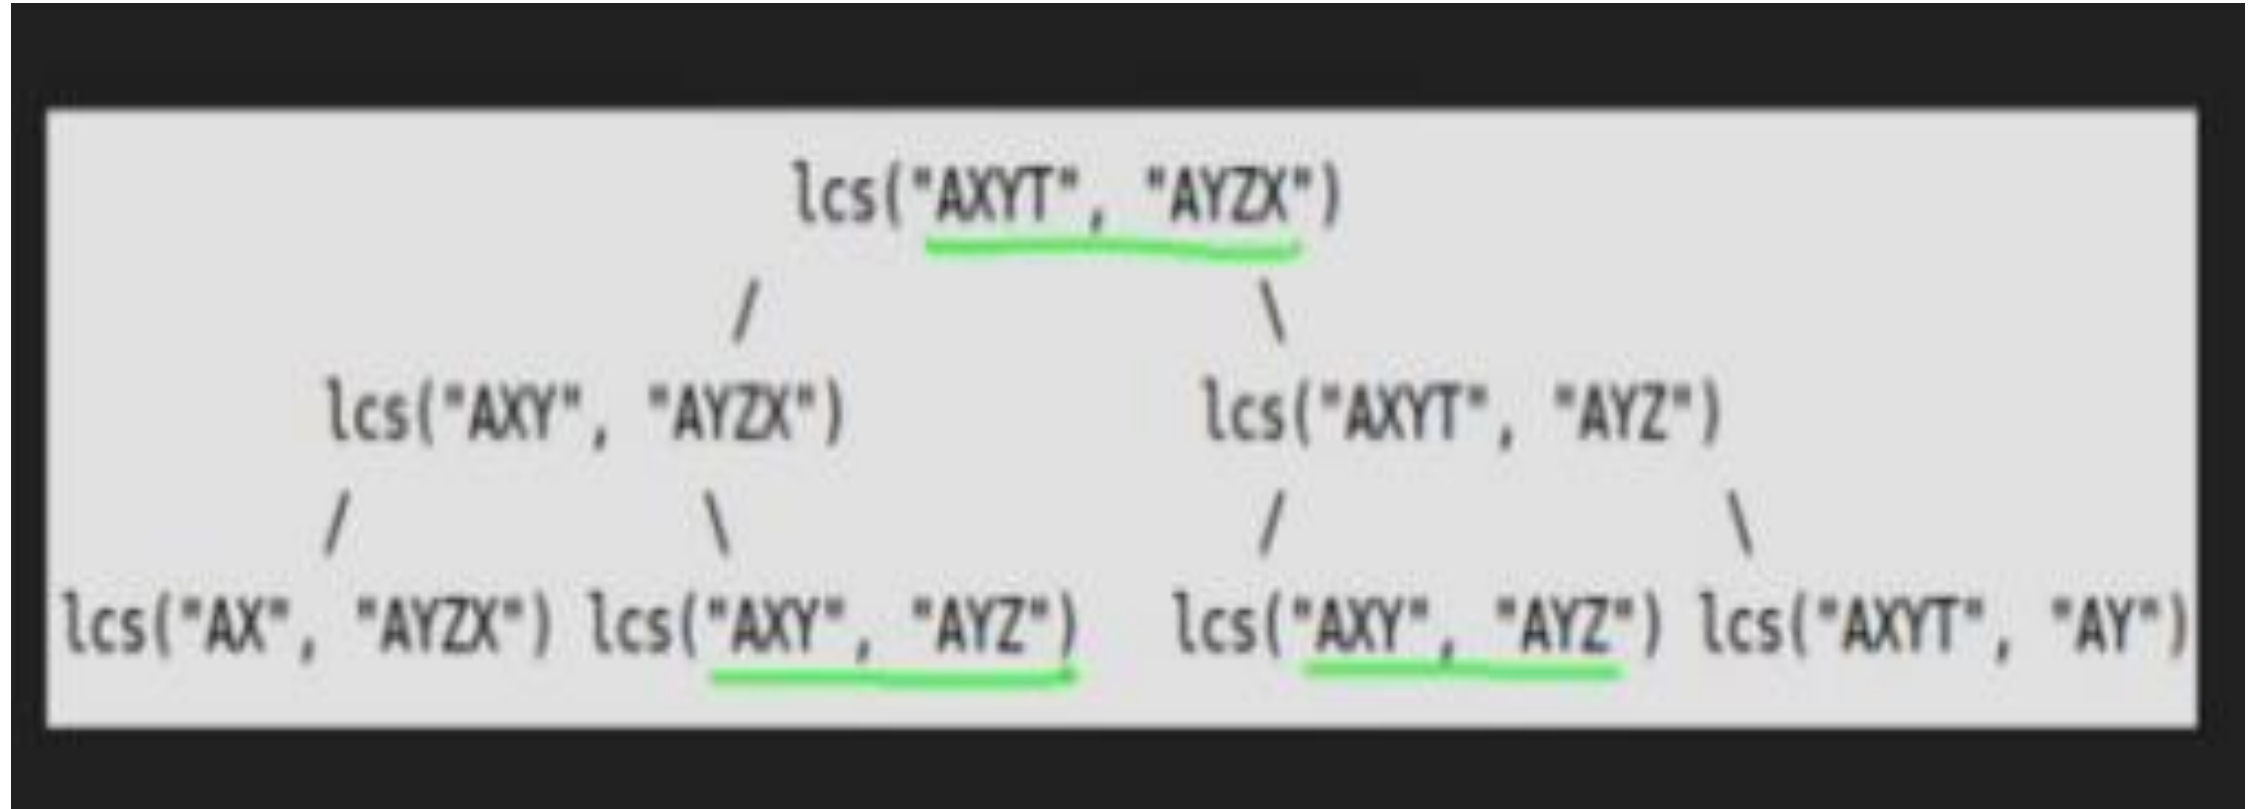 lcs("AXYT", "AYZX")
/ \
lcs("AXY", "AYZX") lcs("AXYT", "AYZ")
/ \ / \
lcs("AX", "AYZX") lcs("AXY", "AYZ") lcs("AXY", "AYZ") lcs("AXYT", "AY")